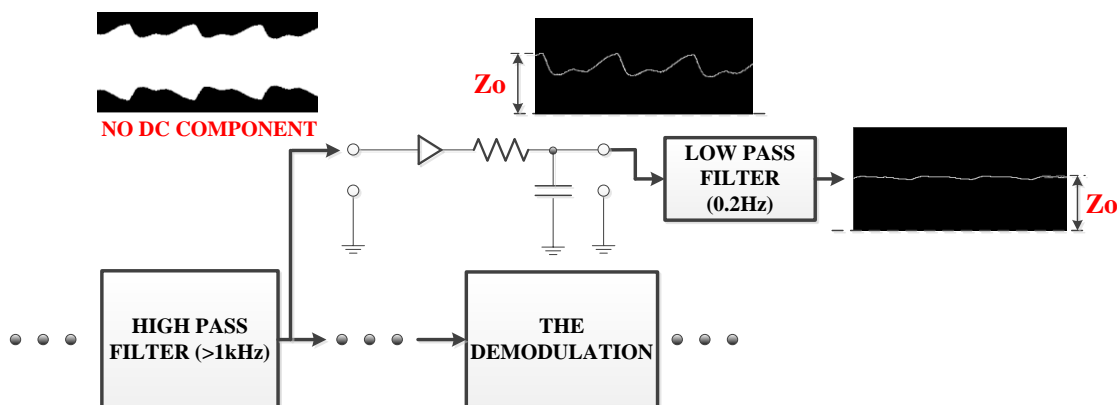 NO DC COMPONENT
Zo
LOW PASS
FILTER
(0.2Hz)
Zo
HIGH PASS
FILTER (>1kHz)
THE
DEMODULATION